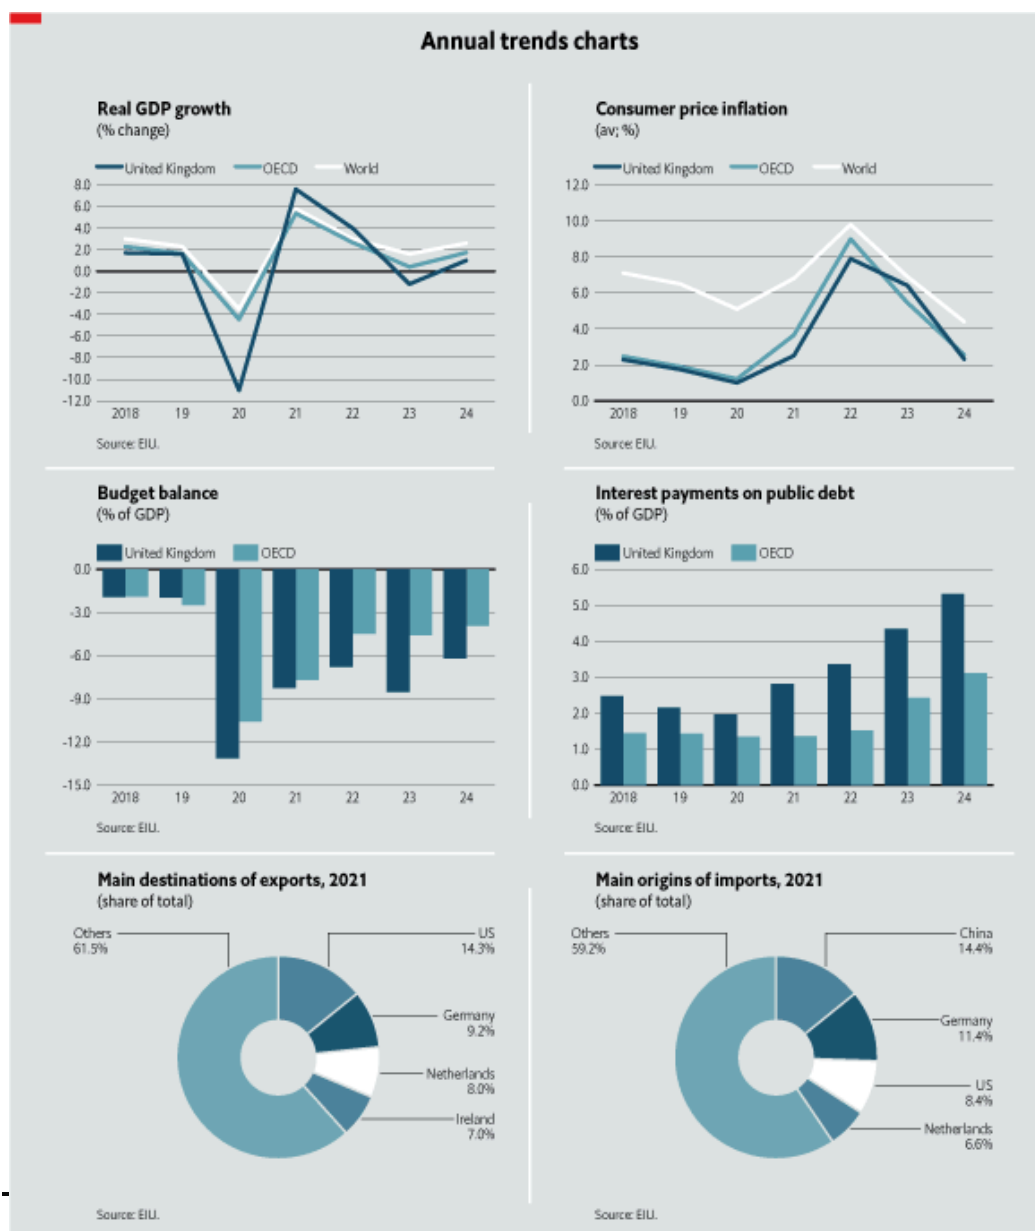 Annual trends charts
Real GDP growth
(% change)
United Kingdom OECD World
8.0
6.0
4.0
2.0
0.0
-2.0
-4.0
-6.0
-8.0
-10.0
-12.0
2018 19 20 21 22 23 24
Source: EIU.
Consumer price inflation
(av; %)
United Kingdom OECD World
12.0
10.0
8.0
6.0
4.0
2.0
0.0
2018 19 20 21 22 23 24
Source: EIU.
Budget balance
(% of GDP)
United Kingdom OECD
0.0
-3.0
-6.0
-9.0
-12.0
-15.0
2018 19 20 21 22 23 24
Source: EIU.
Interest payments on public debt
(% of GDP)
United Kingdom OECD
6.0
5.0
4.0
3.0
2.0
1.0
0.0
2018 19 20 21 22 23 24
Source: EIU.
Main destinations of exports, 2021
(share of total)
Others
61.5%
US
14.3%
Germany
9.2%
Netherlands
8.0%
Ireland
7.0%
Source: EIU.
Main origins of imports, 2021
(share of total)
Others
59.2%
China
14.4%
Germany
11.4%
US
8.4%
Netherlands
6.6%
Source: EIU.